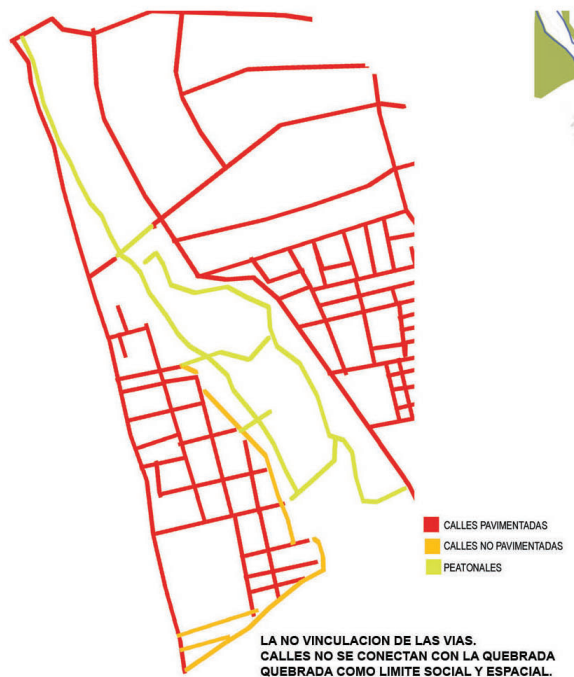 CALLES PAVIMENTADAS
CALLES NO PAVIMENTADAS
PEATONALES
LA NO VINCULACION DE LAS VIAS.
CALLES NO SE CONECTAN CON LA QUEBRADA
QUEBRADA COMO LIMITE SOCIAL Y ESPACIAL.